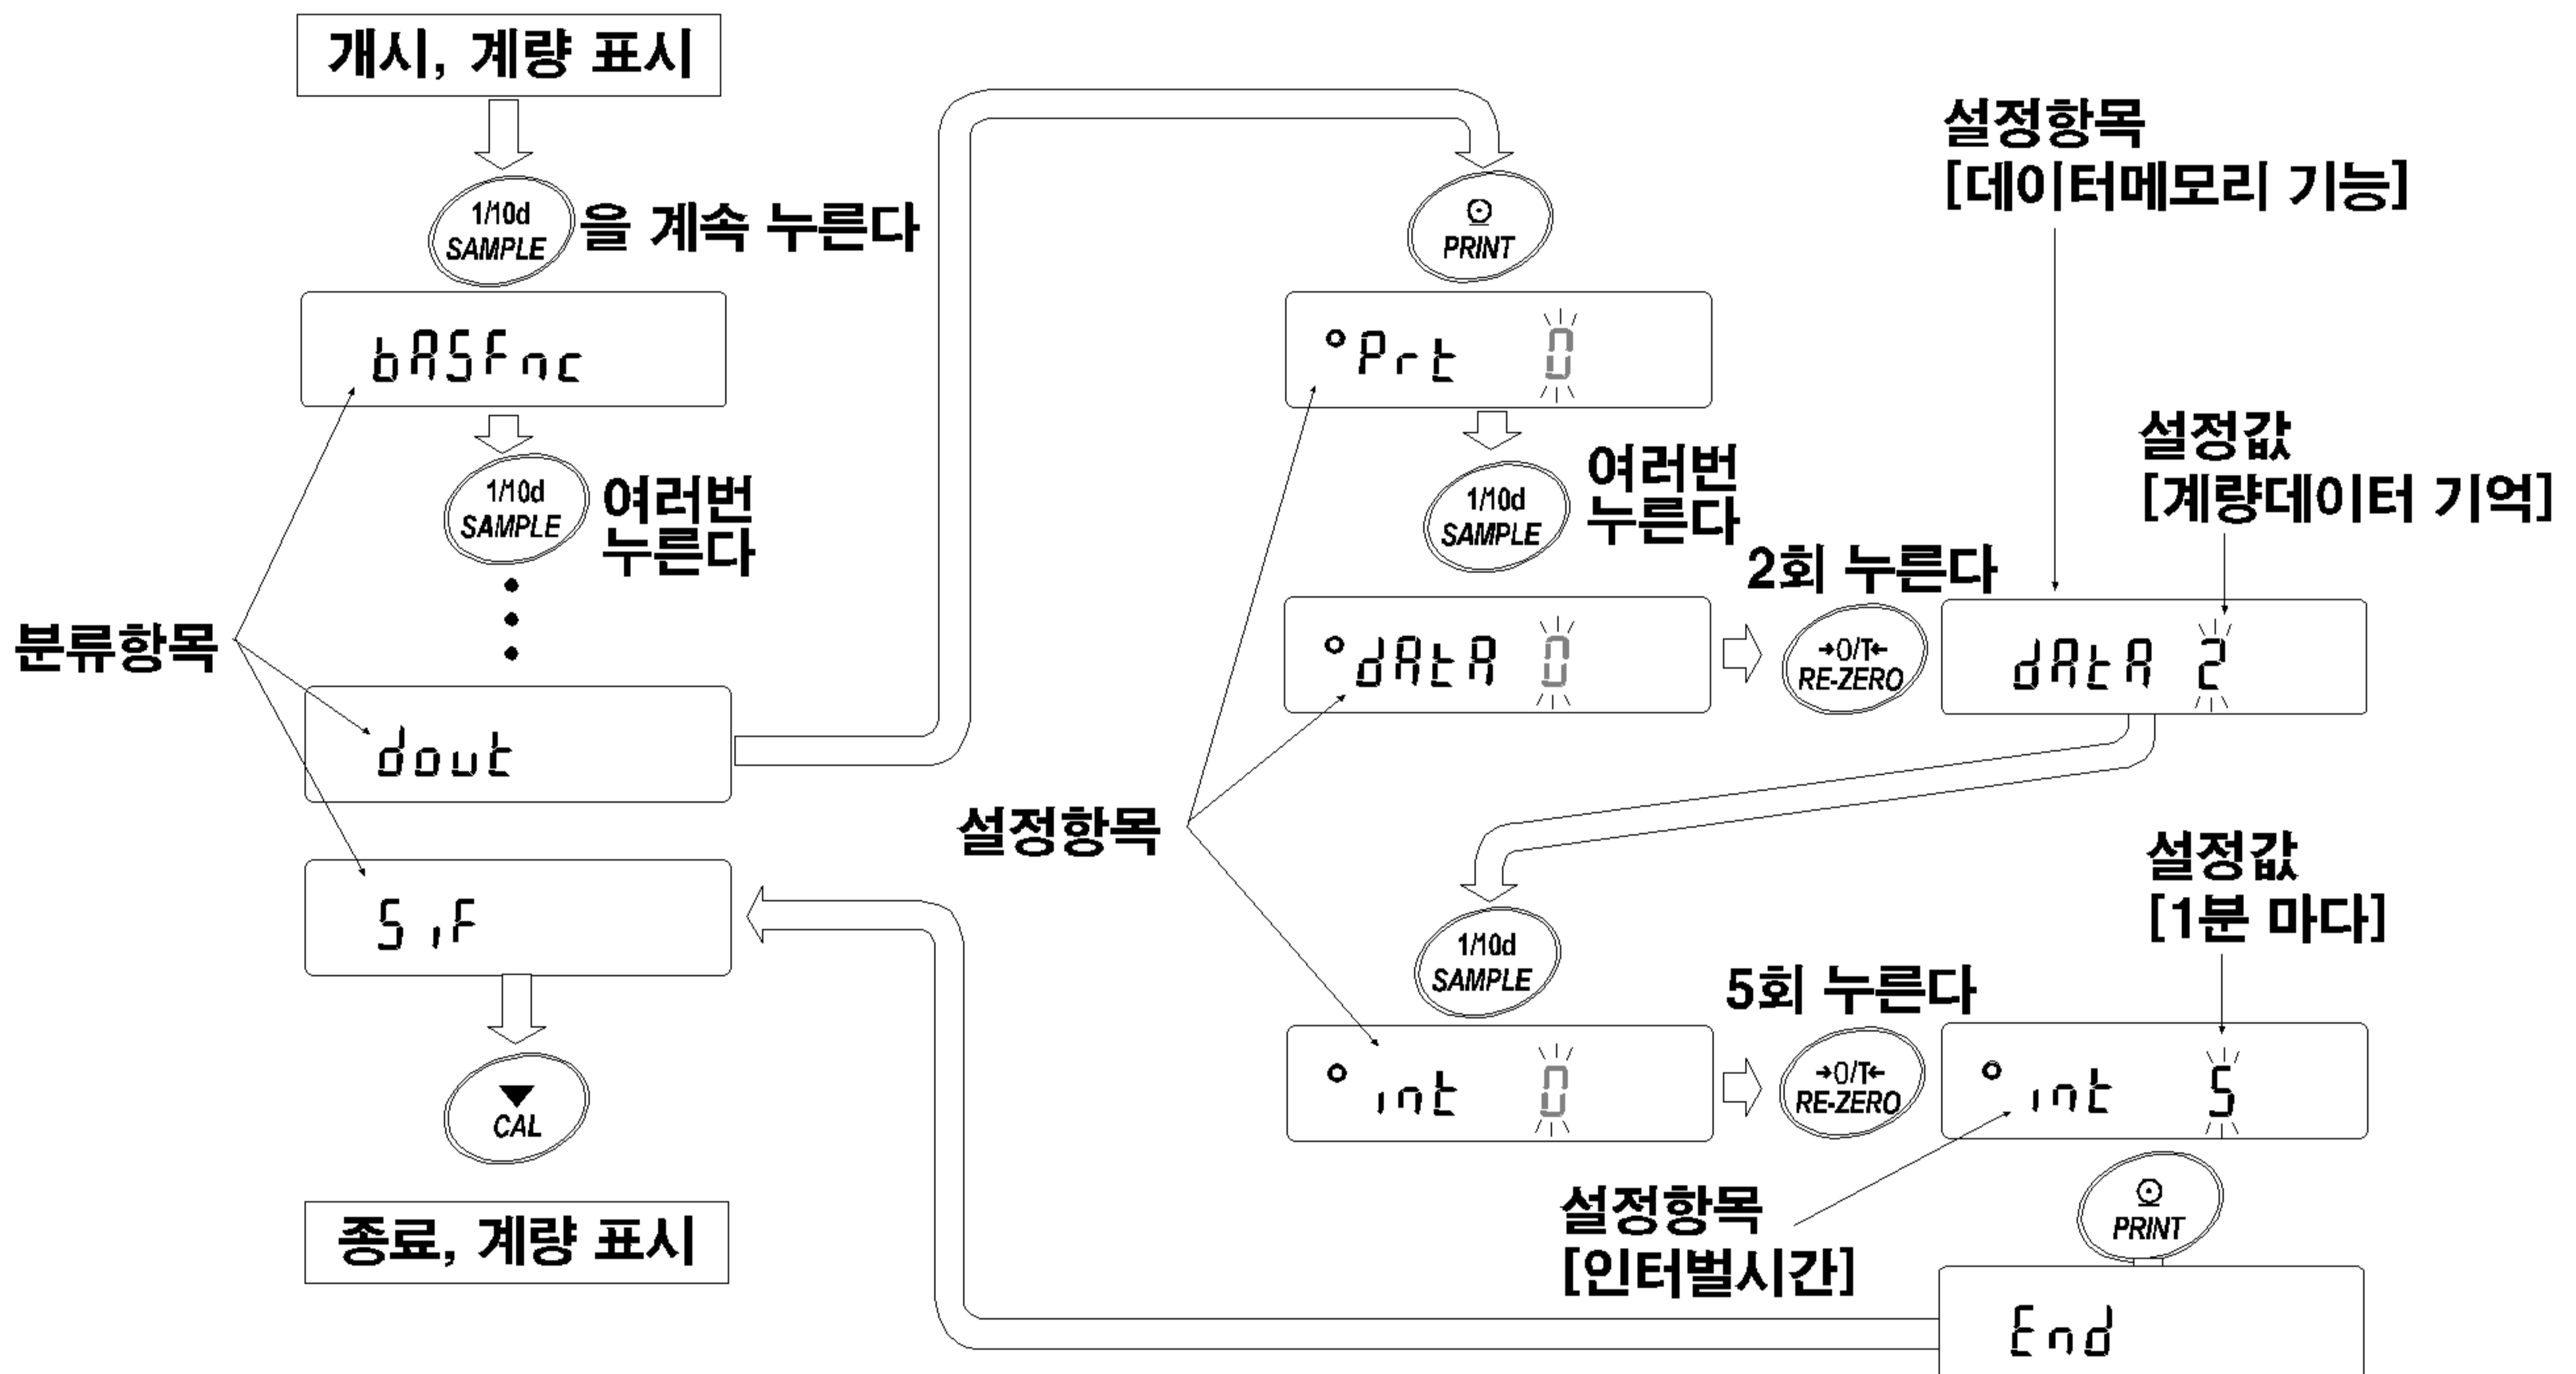 개시, 계량 표시
1/10d
SAMPLE
을 계속 누른다
bASFnc
1/10d
SAMPLE
여러번
누른다
분류항목
dout
SiF
CAL
종료, 계량 표시
PRINT
°Prt 0
1/10d
SAMPLE
여러번
누른다
°dAtA 0
2회 누른다
→0/T←
RE-ZERO
설정항목
[데이터메모리 기능]
설정값
[계량데이터 기억]
dAtA 2
설정항목
1/10d
SAMPLE
°int 0
5회 누른다
→0/T←
RE-ZERO
설정값
[1분 마다]
°int 5
설정항목
[인터벌시간]
PRINT
End